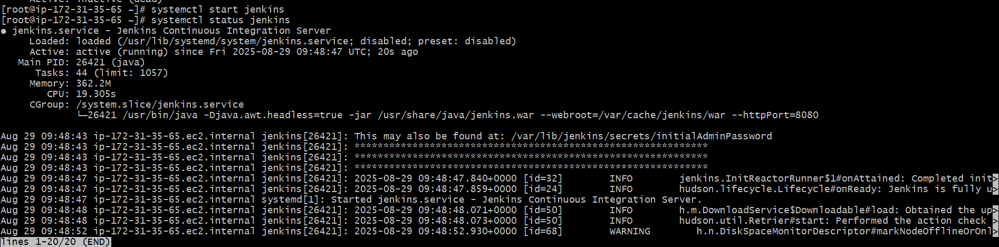 Active: inactive (dead)
[root@ip-172-31-35-65 ~]# systemctl start jenkins
[root@ip-172-31-35-65 ~]# systemctl status jenkins
● jenkins.service - Jenkins Continuous Integration Server
     Loaded: loaded (/usr/lib/systemd/system/jenkins.service; disabled; preset: disabled)
     Active: active (running) since Fri 2025-08-29 09:48:47 UTC; 20s ago
   Main PID: 26421 (java)
      Tasks: 44 (limit: 1057)
     Memory: 362.2M
        CPU: 19.305s
     CGroup: /system.slice/jenkins.service
             └─26421 /usr/bin/java -Djava.awt.headless=true -jar /usr/share/java/jenkins.war --webroot=/var/cache/jenkins/war --httpPort=8080
Aug 29 09:48:43 ip-172-31-35-65.ec2.internal jenkins[26421]: This may also be found at: /var/lib/jenkins/secrets/initialAdminPassword
Aug 29 09:48:43 ip-172-31-35-65.ec2.internal jenkins[26421]: *************************************************************
Aug 29 09:48:43 ip-172-31-35-65.ec2.internal jenkins[26421]: *************************************************************
Aug 29 09:48:43 ip-172-31-35-65.ec2.internal jenkins[26421]: *************************************************************
Aug 29 09:48:47 ip-172-31-35-65.ec2.internal jenkins[26421]: 2025-08-29 09:48:47.840+0000 [id=32]        INFO        jenkins.InitReactorRunner$1#onAttained: Completed init>
Aug 29 09:48:47 ip-172-31-35-65.ec2.internal jenkins[26421]: 2025-08-29 09:48:47.859+0000 [id=24]        INFO        hudson.lifecycle.Lifecycle#onReady: Jenkins is fully u>
Aug 29 09:48:47 ip-172-31-35-65.ec2.internal systemd[1]: Started jenkins.service - Jenkins Continuous Integration Server.
Aug 29 09:48:48 ip-172-31-35-65.ec2.internal jenkins[26421]: 2025-08-29 09:48:48.071+0000 [id=50]        INFO        h.m.DownloadService$Downloadable#load: Obtained the up>
Aug 29 09:48:48 ip-172-31-35-65.ec2.internal jenkins[26421]: 2025-08-29 09:48:48.073+0000 [id=50]        INFO        hudson.util.Retrier#start: Performed the action check >
Aug 29 09:48:52 ip-172-31-35-65.ec2.internal jenkins[26421]: 2025-08-29 09:48:52.930+0000 [id=68]        WARNING        h.n.DiskSpaceMonitorDescriptor#markNodeOfflineOrOnl>
lines 1-20/20 (END)